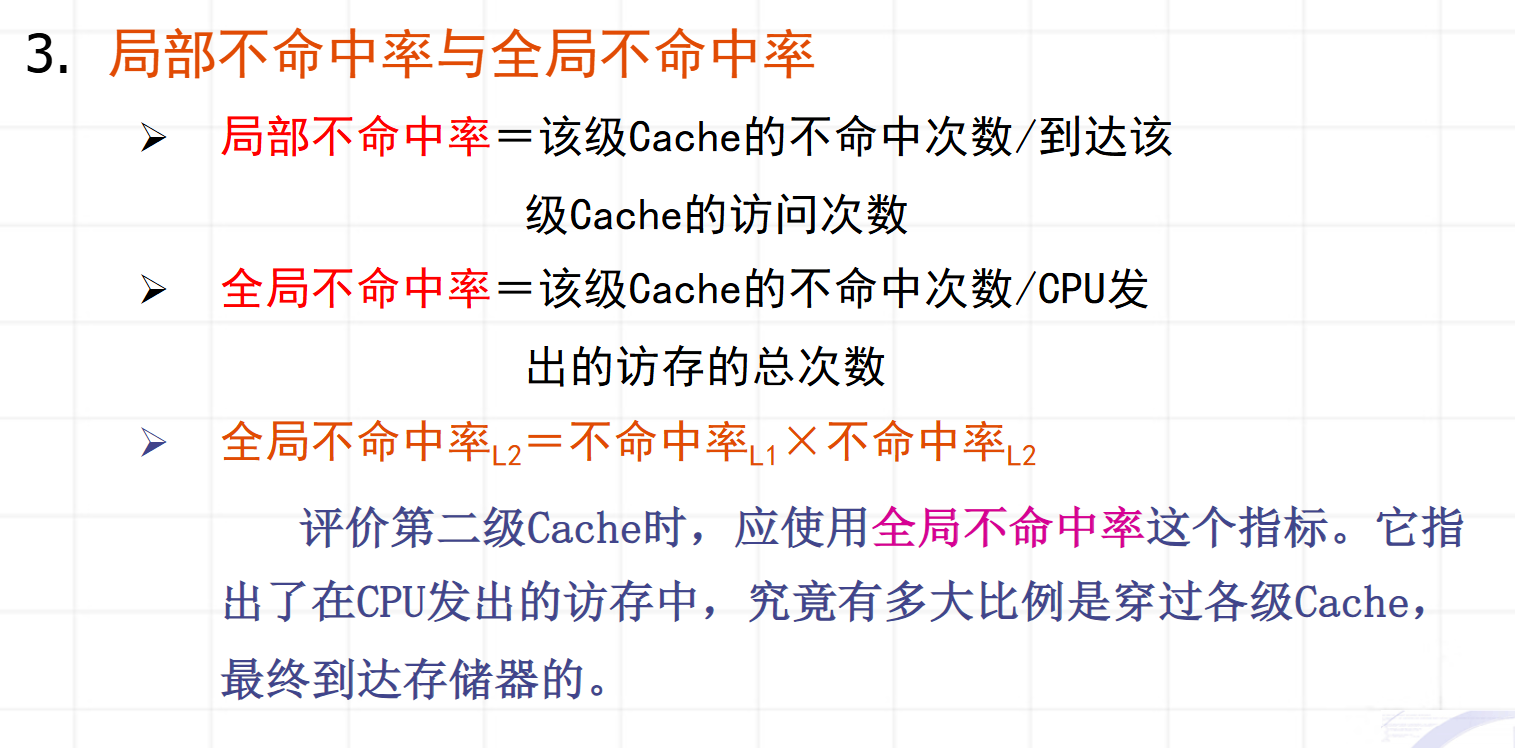 3. 局部不命中率与全局不命中率
➢ 局部不命中率＝该级Cache的不命中次数/到达该
级Cache的访问次数
➢ 全局不命中率＝该级Cache的不命中次数/CPU发
出的访存的总次数
➢ 全局不命中率L2＝不命中率L1×不命中率L2
评价第二级Cache时，应使用全局不命中率这个指标。它指
出了在CPU发出的访存中，究竟有多大比例是穿过各级Cache，
最终到达存储器的。